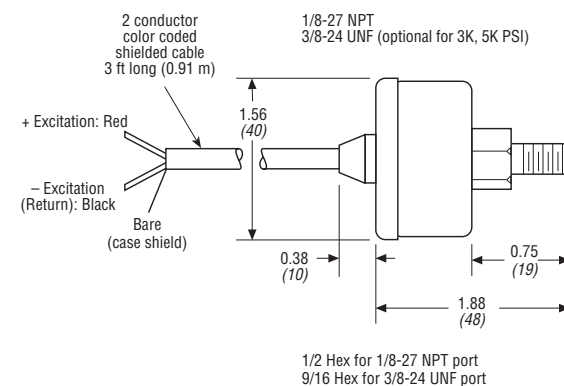 2 conductor
color coded
shielded cable
3 ft long (0.91 m)
1/8-27 NPT
3/8-24 UNF (optional for 3K, 5K PSI)
+ Excitation: Red
1.56
(40)
– Excitation
(Return): Black
Bare
(case shield)
0.38
(10)
0.75
(19)
1.88
(48)
1/2 Hex for 1/8-27 NPT port
9/16 Hex for 3/8-24 UNF port